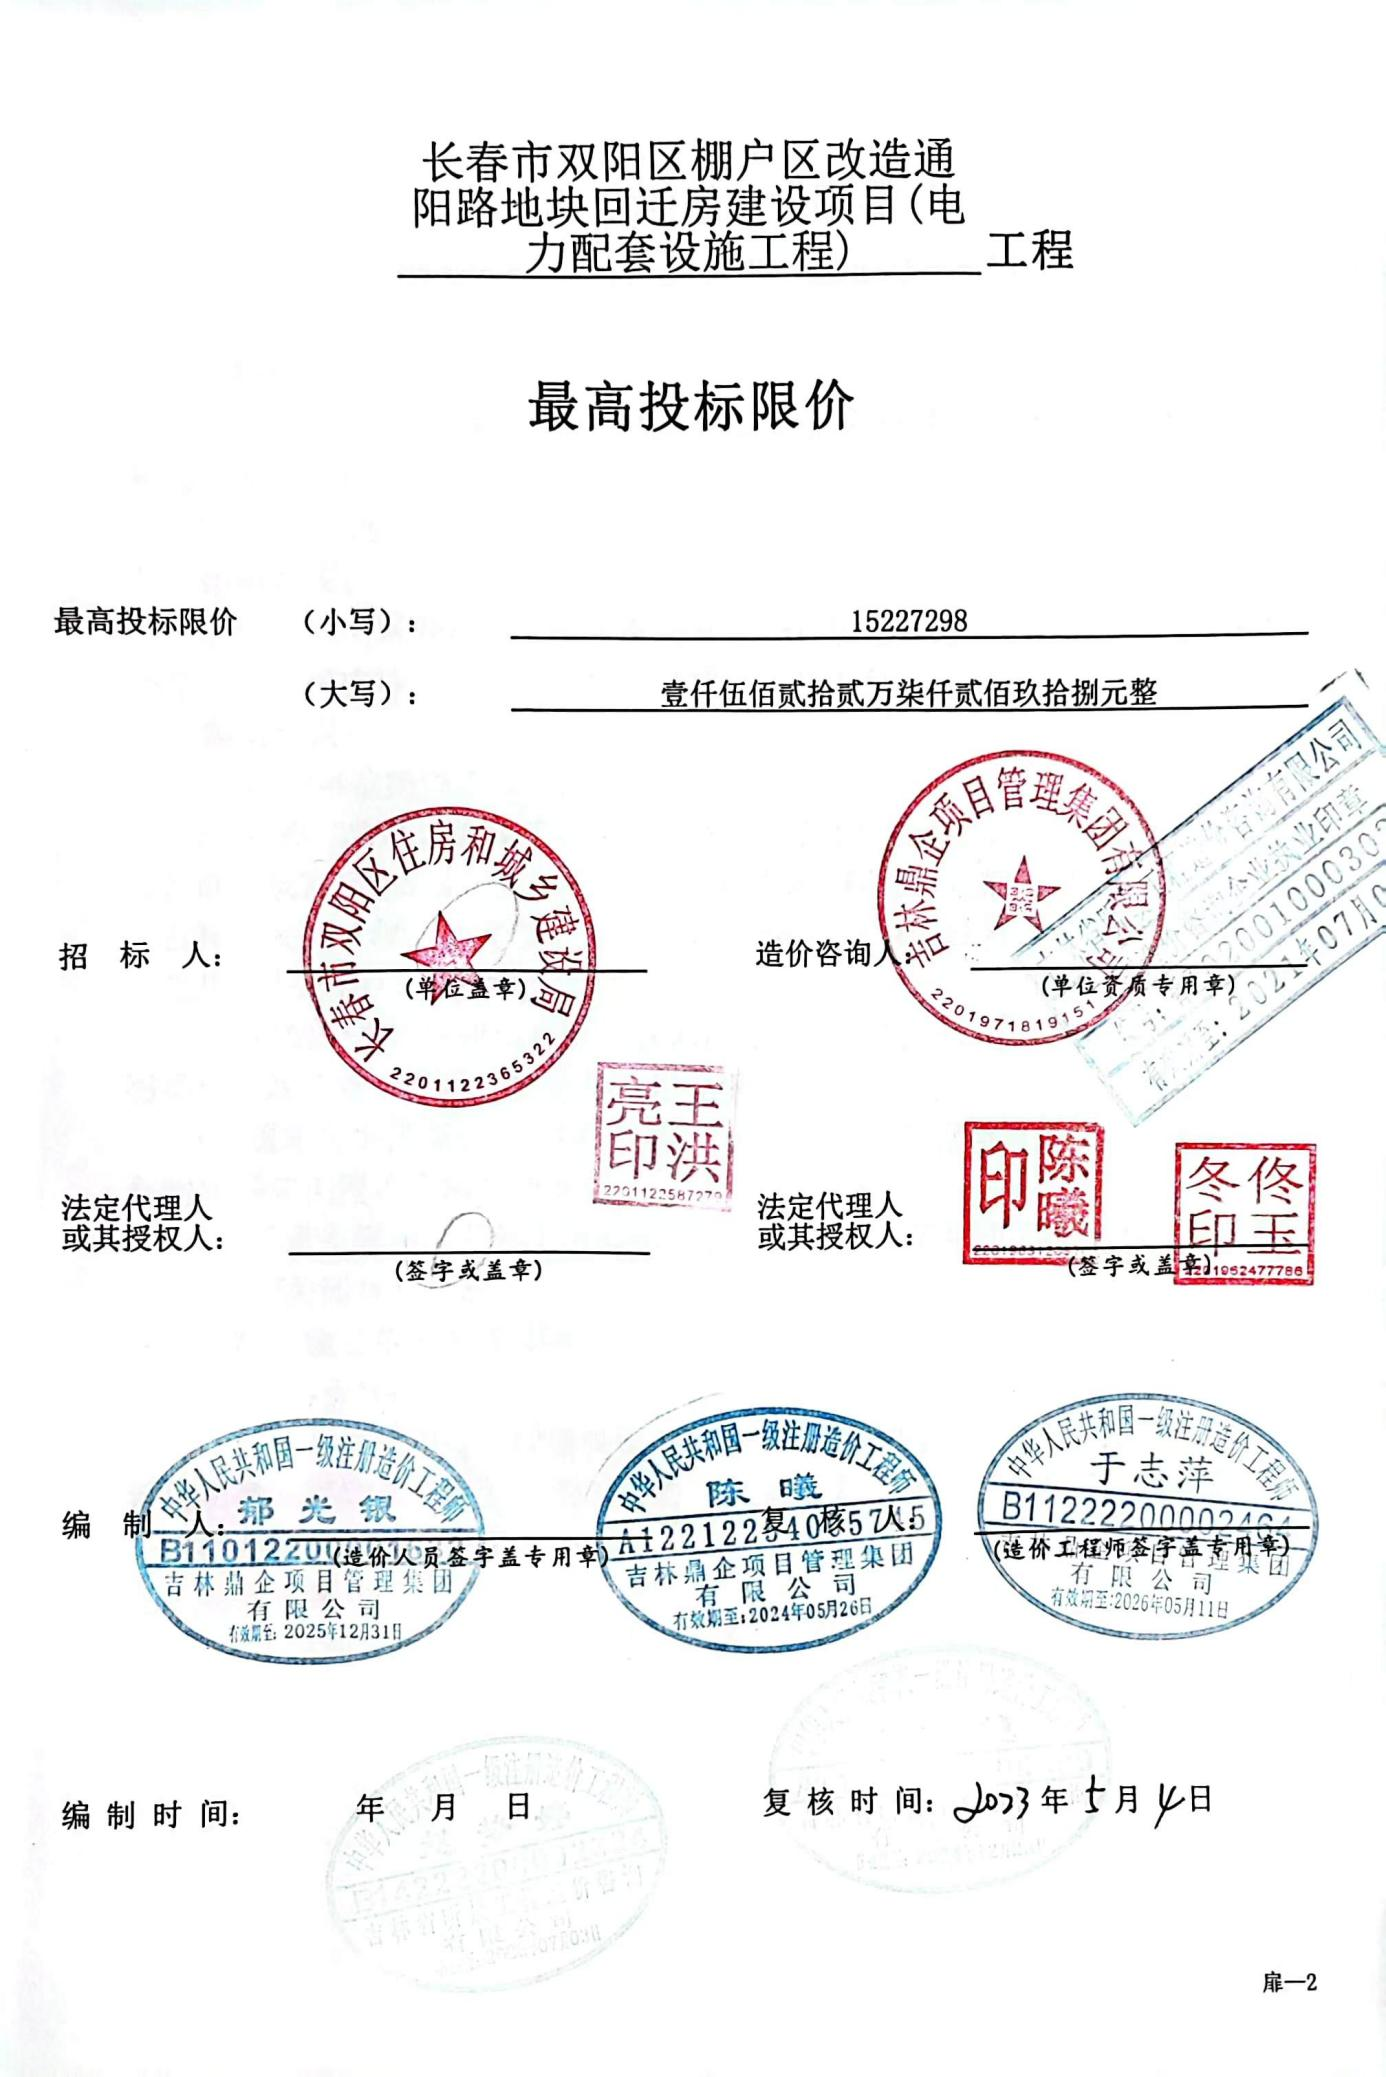 长春市双阳区棚户区改造通
阳路地块回迁房建设项目(电
力配套设施工程) 工程
最高投标限价
最高投标限价 （小写）： 15227298
（大写）： 壹仟伍佰贰拾贰万柒仟贰佰玖拾捌元整
长春市双阳区住房和城乡建设局
2201122365322
吉林鼎企项目管理集团有限公司
2201971819151
招标人： 造价咨询人：
(单位盖章) (单位资质专用章)
2021年07月0
王洪亮印
2201122587279
陈曦印
佟玉冬印
2201952477786
法定代理人 法定代理人
或其授权人： 或其授权人：
(签字或盖章) (签字或盖章)
中华人民共和国一级注册造价工程师
郁光银
吉林鼎企项目管理集团
有限公司
有效期至：2025年12月31日
中华人民共和国一级注册造价工程师
陈曦
吉林鼎企项目管理集团
有限公司
有效期至：2024年05月26日
中华人民共和国一级注册造价工程师
于志萍
B11222200002464
有限公司
有效期至：2026年05月11日
编制人： 复核人：
(造价人员签字盖专用章) (造价工程师签字盖专用章)
编制时间： 年 月 日 复核时间：2023年5月4日
扉—2